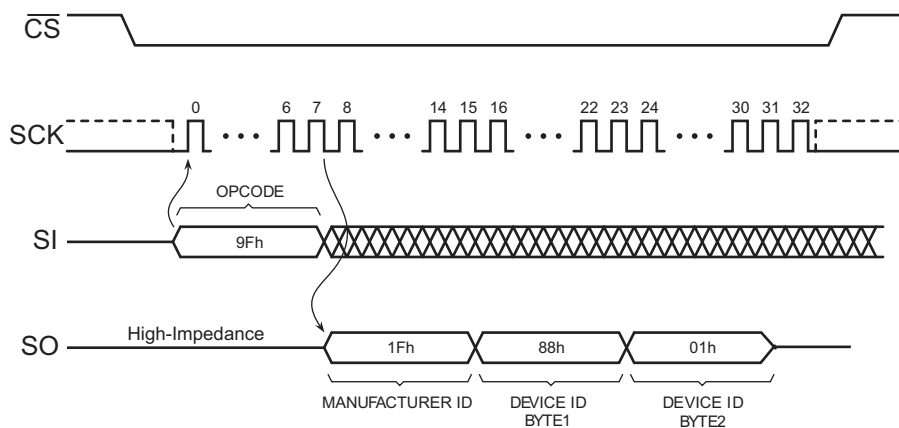 CS
0 6 7 8 14 15 16 22 23 24 30 31 32
SCK
OPCODE
SI
9Fh
High-Impedance
SO
1Fh 88h 01h
MANUFACTURER ID DEVICE ID DEVICE ID
BYTE1 BYTE2